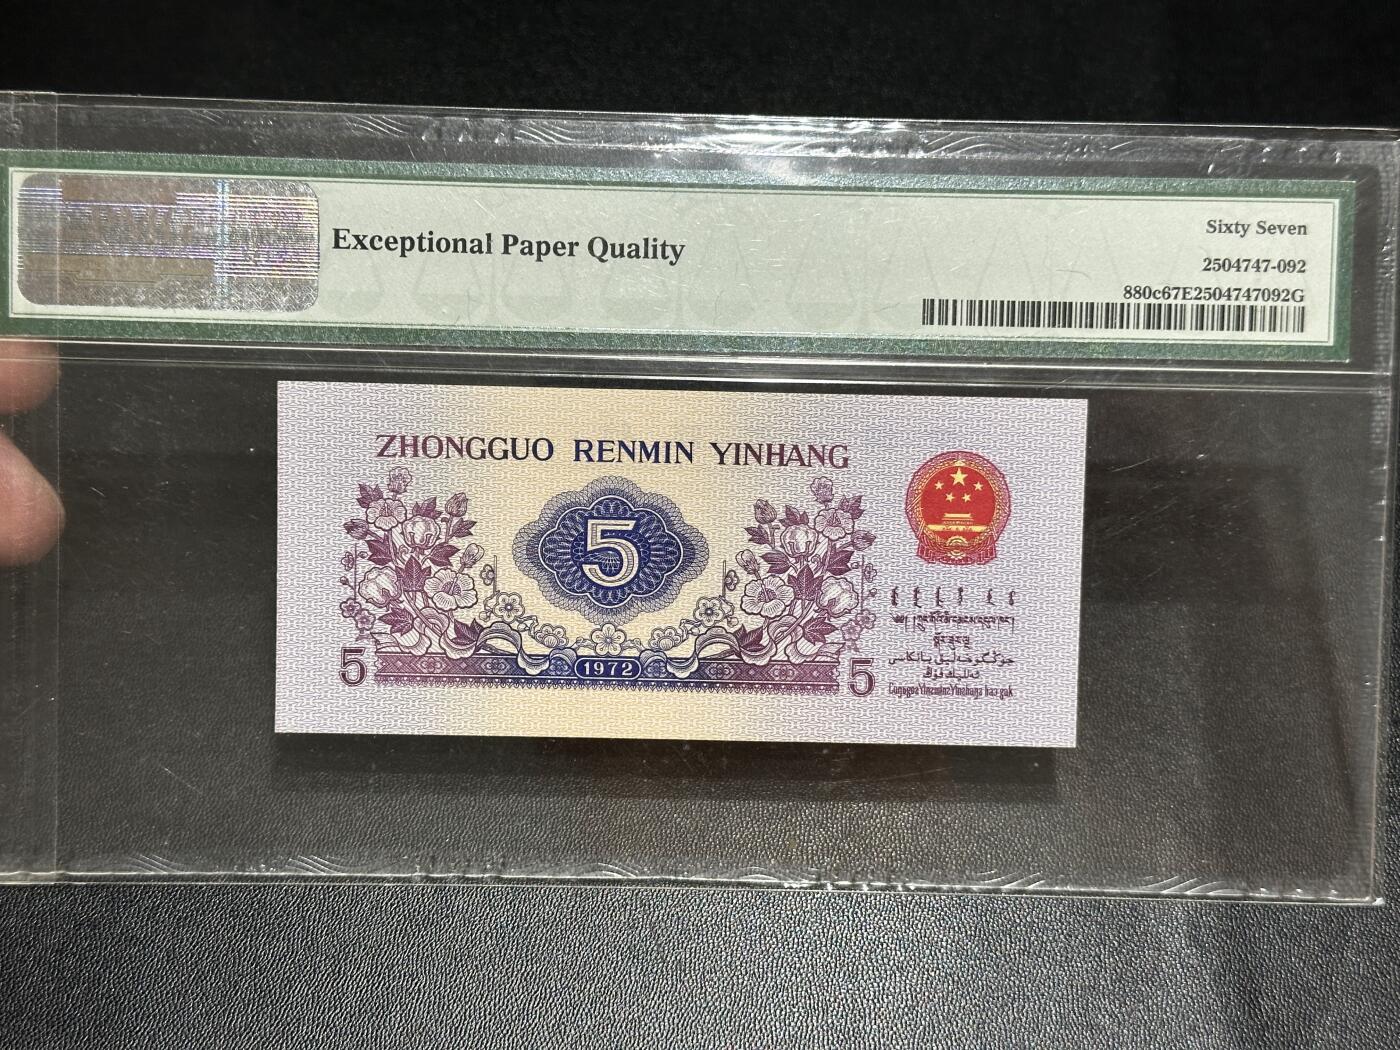 Exceptional Paper Quality
Sixty Seven
2504747-092
880c67E2504747092G
ZHONGGUO RENMIN YINHANG
5
1972
5
5